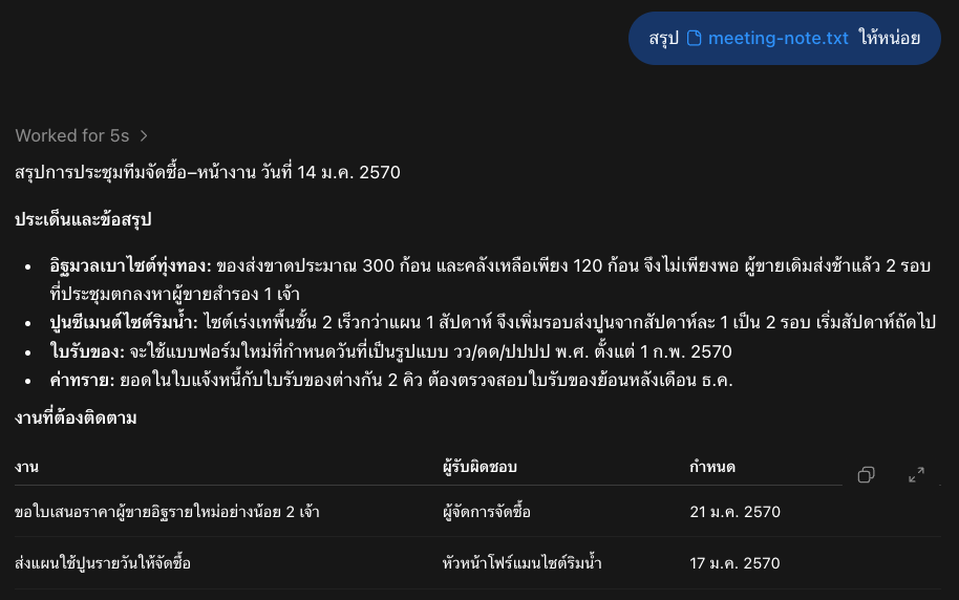 สรุป meeting-note.txt ให้หน่อย
Worked for 5s >
สรุปการประชุมทีมจัดซื้อ–หน้างาน วันที่ 14 ม.ค. 2570
ประเด็นและข้อสรุป
• อิฐมวลเบาไซต์ทุ่งทอง: ของส่งขาดประมาณ 300 ก้อน และคลังเหลือเพียง 120 ก้อน จึงไม่เพียงพอ ผู้ขายเดิมส่งช้าแล้ว 2 รอบ
ที่ประชุมตกลงหาผู้ขายสำรอง 1 เจ้า
• ปูนซีเมนต์ไซต์ริมน้ำ: ไซต์เร่งเทพื้นชั้น 2 เร็วกว่าแผน 1 สัปดาห์ จึงเพิ่มรอบส่งปูนจากสัปดาห์ละ 1 เป็น 2 รอบ เริ่มสัปดาห์ถัดไป
• ใบรับของ: จะใช้แบบฟอร์มใหม่ที่กำหนดวันที่เป็นรูปแบบ วว/ดด/ปปปป พ.ศ. ตั้งแต่ 1 ก.พ. 2570
• ค่าทราย: ยอดในใบแจ้งหนี้กับใบรับของต่างกัน 2 คิว ต้องตรวจสอบใบรับของย้อนหลังเดือน ธ.ค.
งานที่ต้องติดตาม
งาน ผู้รับผิดชอบ กำหนด
ขอใบเสนอราคาผู้ขายอิฐรายใหม่อย่างน้อย 2 เจ้า ผู้จัดการจัดซื้อ 21 ม.ค. 2570
ส่งแผนใช้ปูนรายวันให้จัดซื้อ หัวหน้าโฟร์แมนไซต์ริมน้ำ 17 ม.ค. 2570